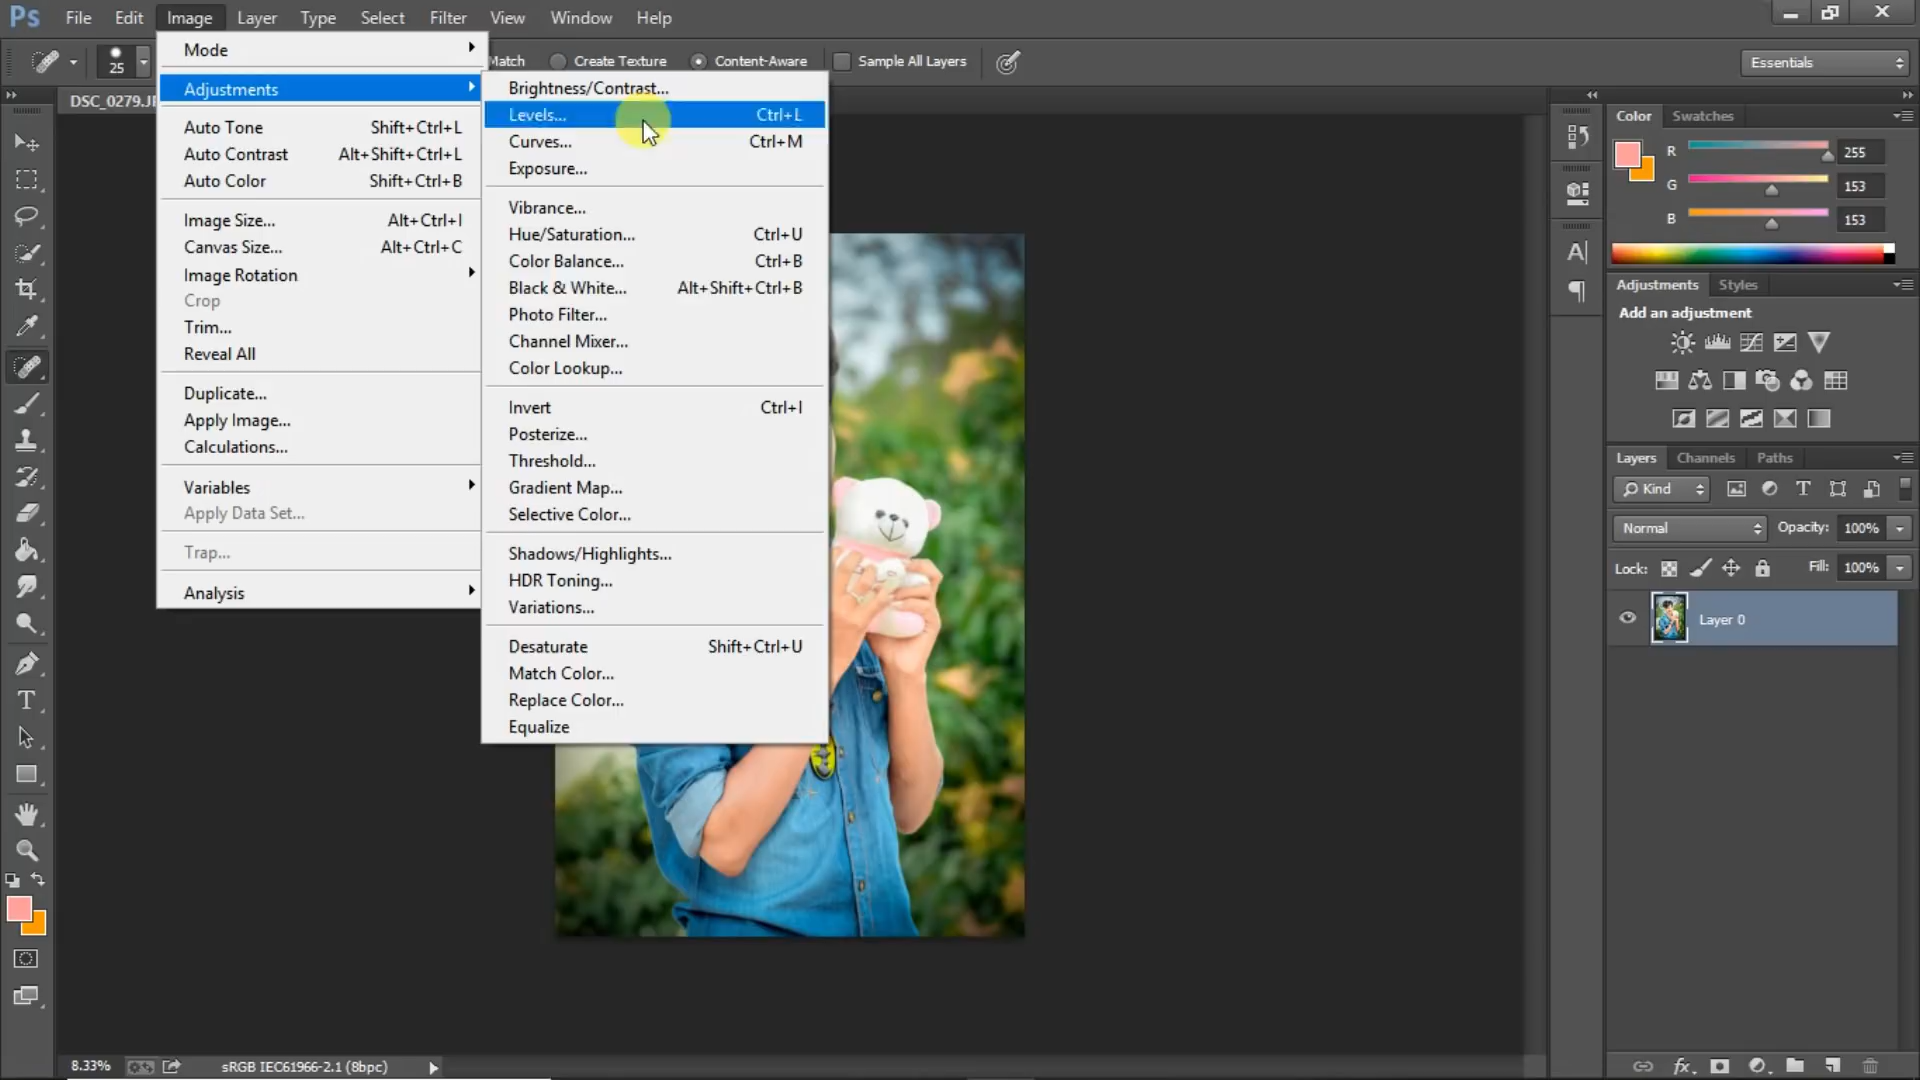 Ps File Edit Image Layer Type Select Filter View Window Help
25 Match Create Texture Content-Aware Sample All Layers Essentials
DSC_0279.JP
Mode
Adjustments
Auto Tone Shift+Ctrl+L
Auto Contrast Alt+Shift+Ctrl+L
Auto Color Shift+Ctrl+B
Image Size... Alt+Ctrl+I
Canvas Size... Alt+Ctrl+C
Image Rotation
Crop
Trim...
Reveal All
Duplicate...
Apply Image...
Calculations...
Variables
Apply Data Set...
Trap...
Analysis
Brightness/Contrast...
Levels... Ctrl+L
Curves... Ctrl+M
Exposure...
Vibrance...
Hue/Saturation... Ctrl+U
Color Balance... Ctrl+B
Black & White... Alt+Shift+Ctrl+B
Photo Filter...
Channel Mixer...
Color Lookup...
Invert Ctrl+I
Posterize...
Threshold...
Gradient Map...
Selective Color...
Shadows/Highlights...
HDR Toning...
Variations...
Desaturate Shift+Ctrl+U
Match Color...
Replace Color...
Equalize
Color Swatches
R 255
G 153
B 153
Adjustments Styles
Add an adjustment
Layers Channels Paths
Kind
Normal Opacity: 100%
Lock: Fill: 100%
Layer 0
8.33% sRGB IEC61966-2.1 (8bpc)